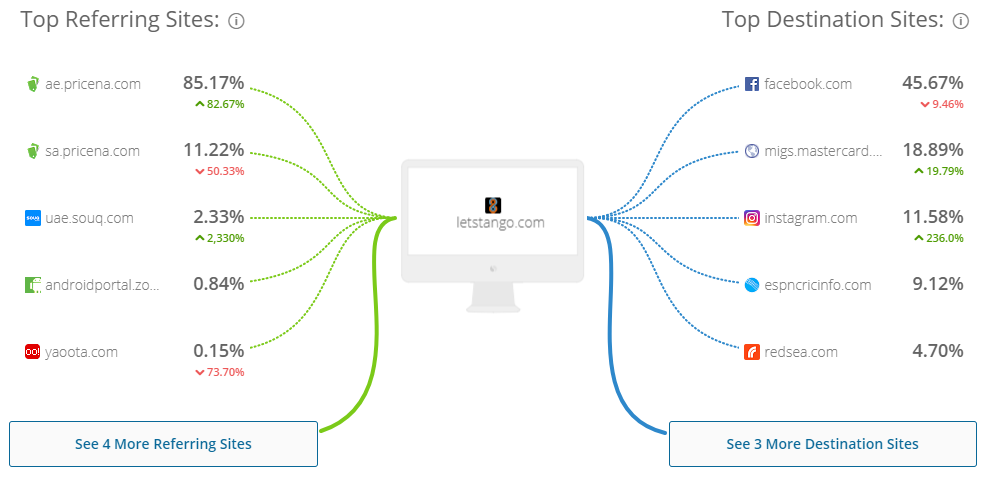 Top Referring Sites:
ae.pricena.com 85.17%
82.67%
sa.pricena.com 11.22%
50.33%
uae.souq.com 2.33%
2,330%
androidportal.zo... 0.84%
yaoota.com 0.15%
73.70%
See 4 More Referring Sites
letstango.com
Top Destination Sites:
facebook.com 45.67%
9.46%
migs.mastercard.... 18.89%
19.79%
instagram.com 11.58%
236.0%
espncricinfo.com 9.12%
redsea.com 4.70%
See 3 More Destination Sites